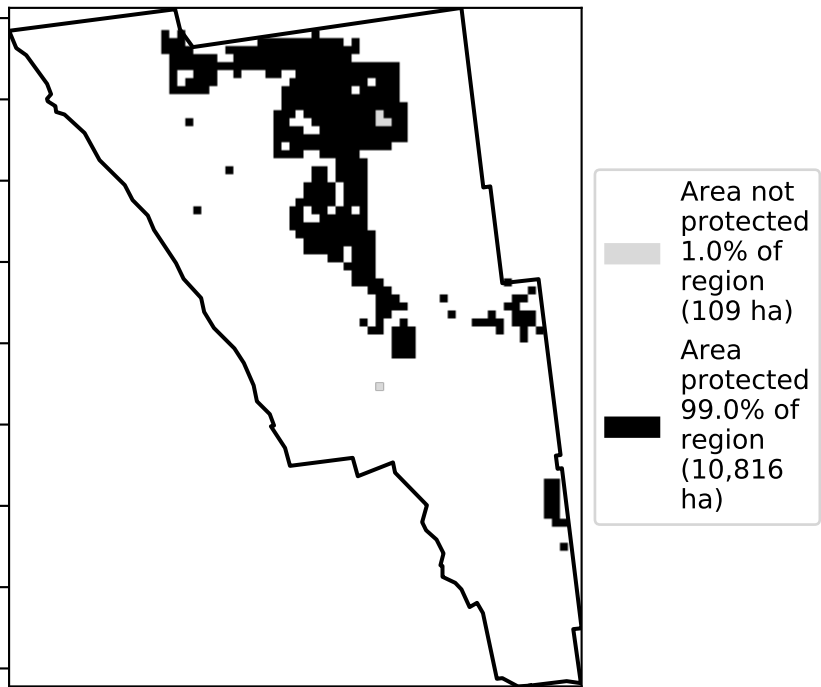 Area not
protected
1.0% of
region
(109 ha)
Area
protected
99.0% of
region
(10,816
ha)